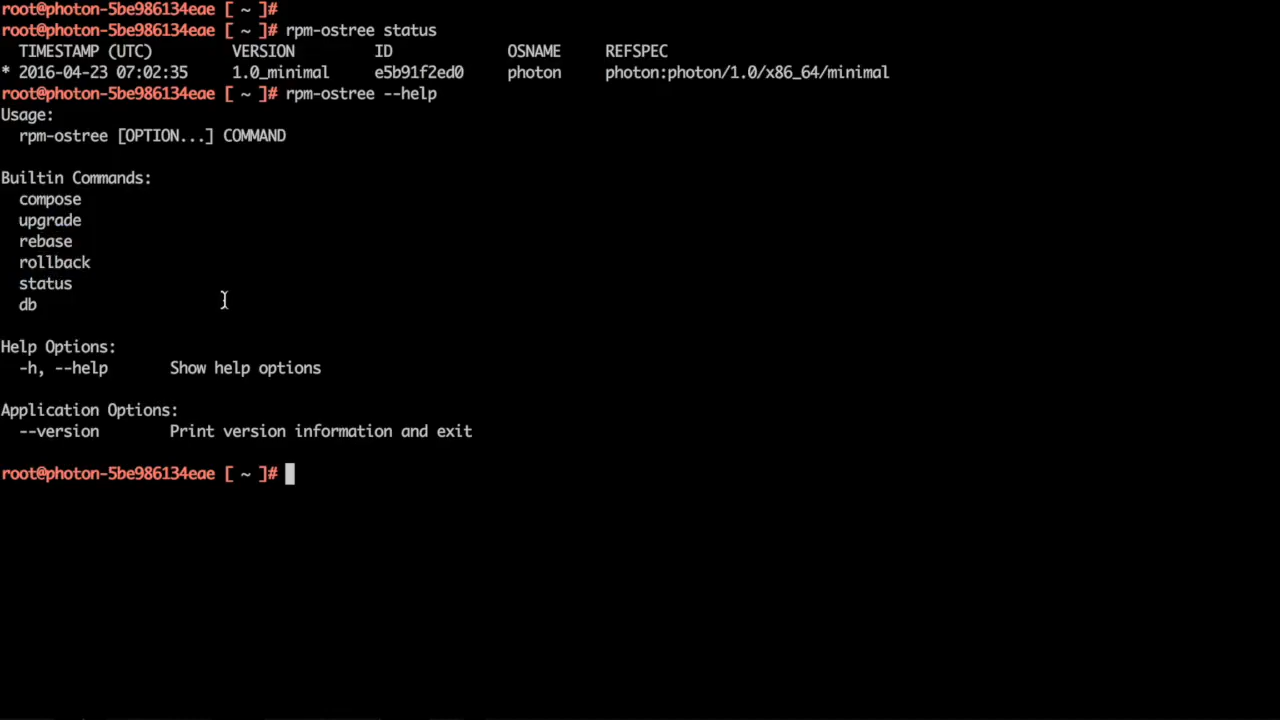 root@photon-5be986134eae [ ~ ]#
root@photon-5be986134eae [ ~ ]# rpm-ostree status
  TIMESTAMP (UTC)         VERSION         ID             OSNAME     REFSPEC
* 2016-04-23 07:02:35     1.0_minimal     e5b91f2ed0     photon     photon:photon/1.0/x86_64/minimal
root@photon-5be986134eae [ ~ ]# rpm-ostree --help
Usage:
  rpm-ostree [OPTION...] COMMAND

Builtin Commands:
  compose
  upgrade
  rebase
  rollback
  status
  db

Help Options:
  -h, --help       Show help options

Application Options:
  --version        Print version information and exit

root@photon-5be986134eae [ ~ ]#